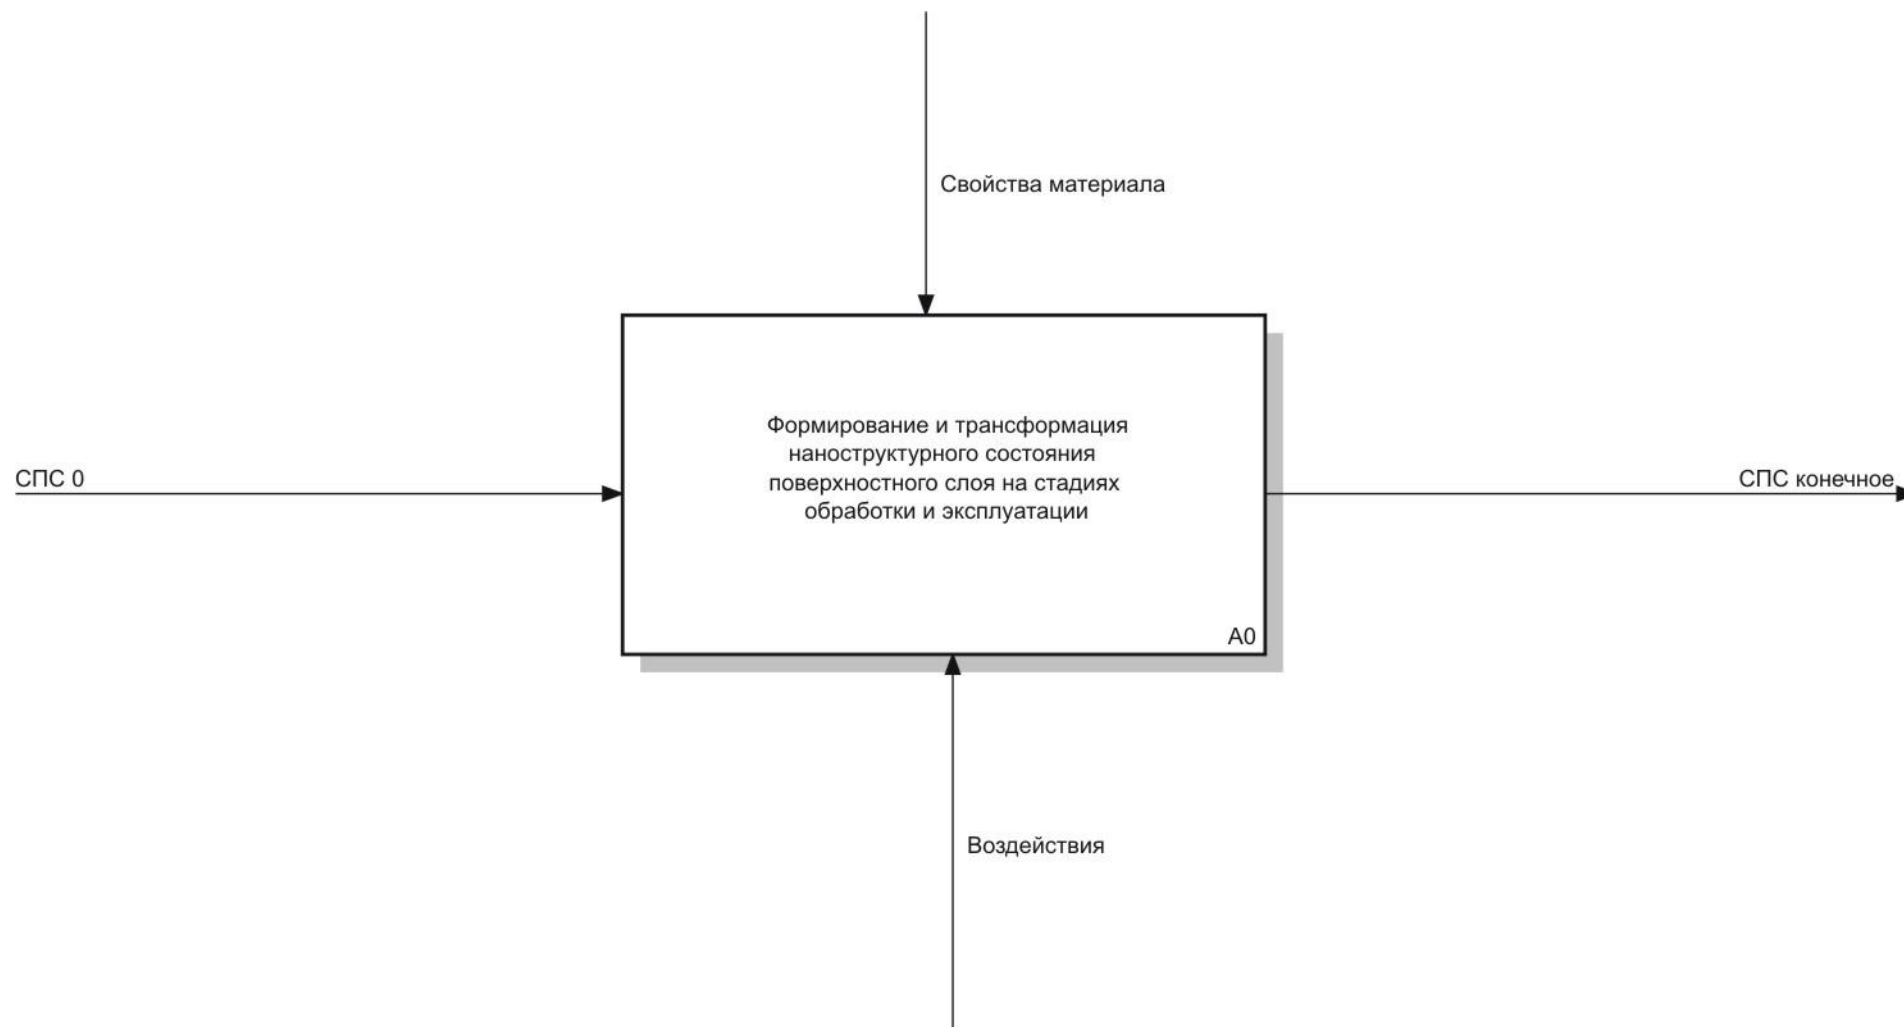 Свойства материала
Формирование и трансформация
наноструктурного состояния
поверхностного слоя на стадиях
обработки и эксплуатации
СПС 0
СПС конечное
A0
Воздействия